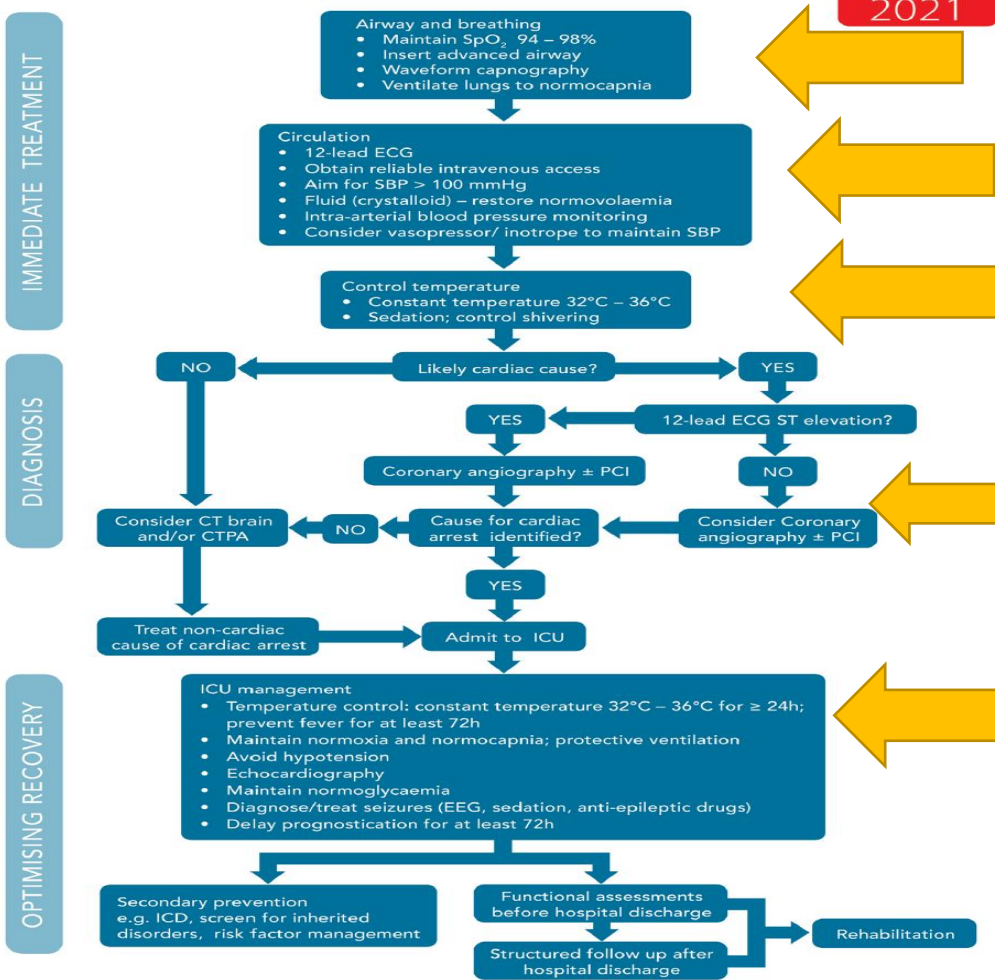 2021
IMMEDIATE TREATMENT
Airway and breathing
• Maintain SpO₂ 94 – 98%
• Insert advanced airway
• Waveform capnography
• Ventilate lungs to normocapnia
Circulation
• 12-lead ECG
• Obtain reliable intravenous access
• Aim for SBP > 100 mmHg
• Fluid (crystalloid) – restore normovolaemia
• Intra-arterial blood pressure monitoring
• Consider vasopressor/ inotrope to maintain SBP
Control temperature
• Constant temperature 32°C – 36°C
• Sedation; control shivering
DIAGNOSIS
NO
Likely cardiac cause?
YES
YES
12-lead ECG ST elevation?
Coronary angiography ± PCI
NO
Consider CT brain
and/or CTPA
NO
Cause for cardiac
arrest identified?
Consider Coronary
angiography ± PCI
YES
Treat non-cardiac
cause of cardiac arrest
Admit to ICU
OPTIMISING RECOVERY
ICU management
• Temperature control: constant temperature 32°C – 36°C for ≥ 24h;
prevent fever for at least 72h
• Maintain normoxia and normocapnia; protective ventilation
• Avoid hypotension
• Echocardiography
• Maintain normoglycaemia
• Diagnose/treat seizures (EEG, sedation, anti-epileptic drugs)
• Delay prognostication for at least 72h
Secondary prevention
e.g. ICD, screen for inherited
disorders, risk factor management
Functional assessments
before hospital discharge
Structured follow up after
hospital discharge
Rehabilitation